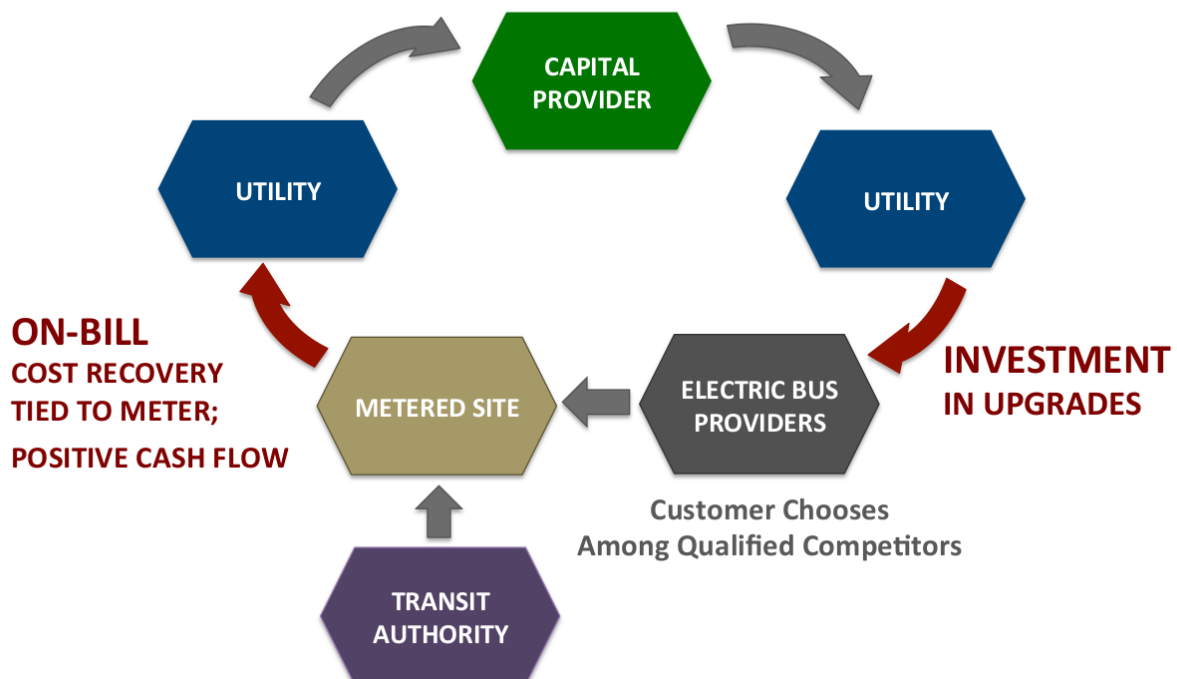 CAPITAL
PROVIDER
UTILITY
UTILITY
ON-BILL
COST RECOVERY
TIED TO METER;
POSITIVE CASH FLOW
METERED SITE
ELECTRIC BUS
PROVIDERS
INVESTMENT
IN UPGRADES
Customer Chooses
Among Qualified Competitors
TRANSIT
AUTHORITY